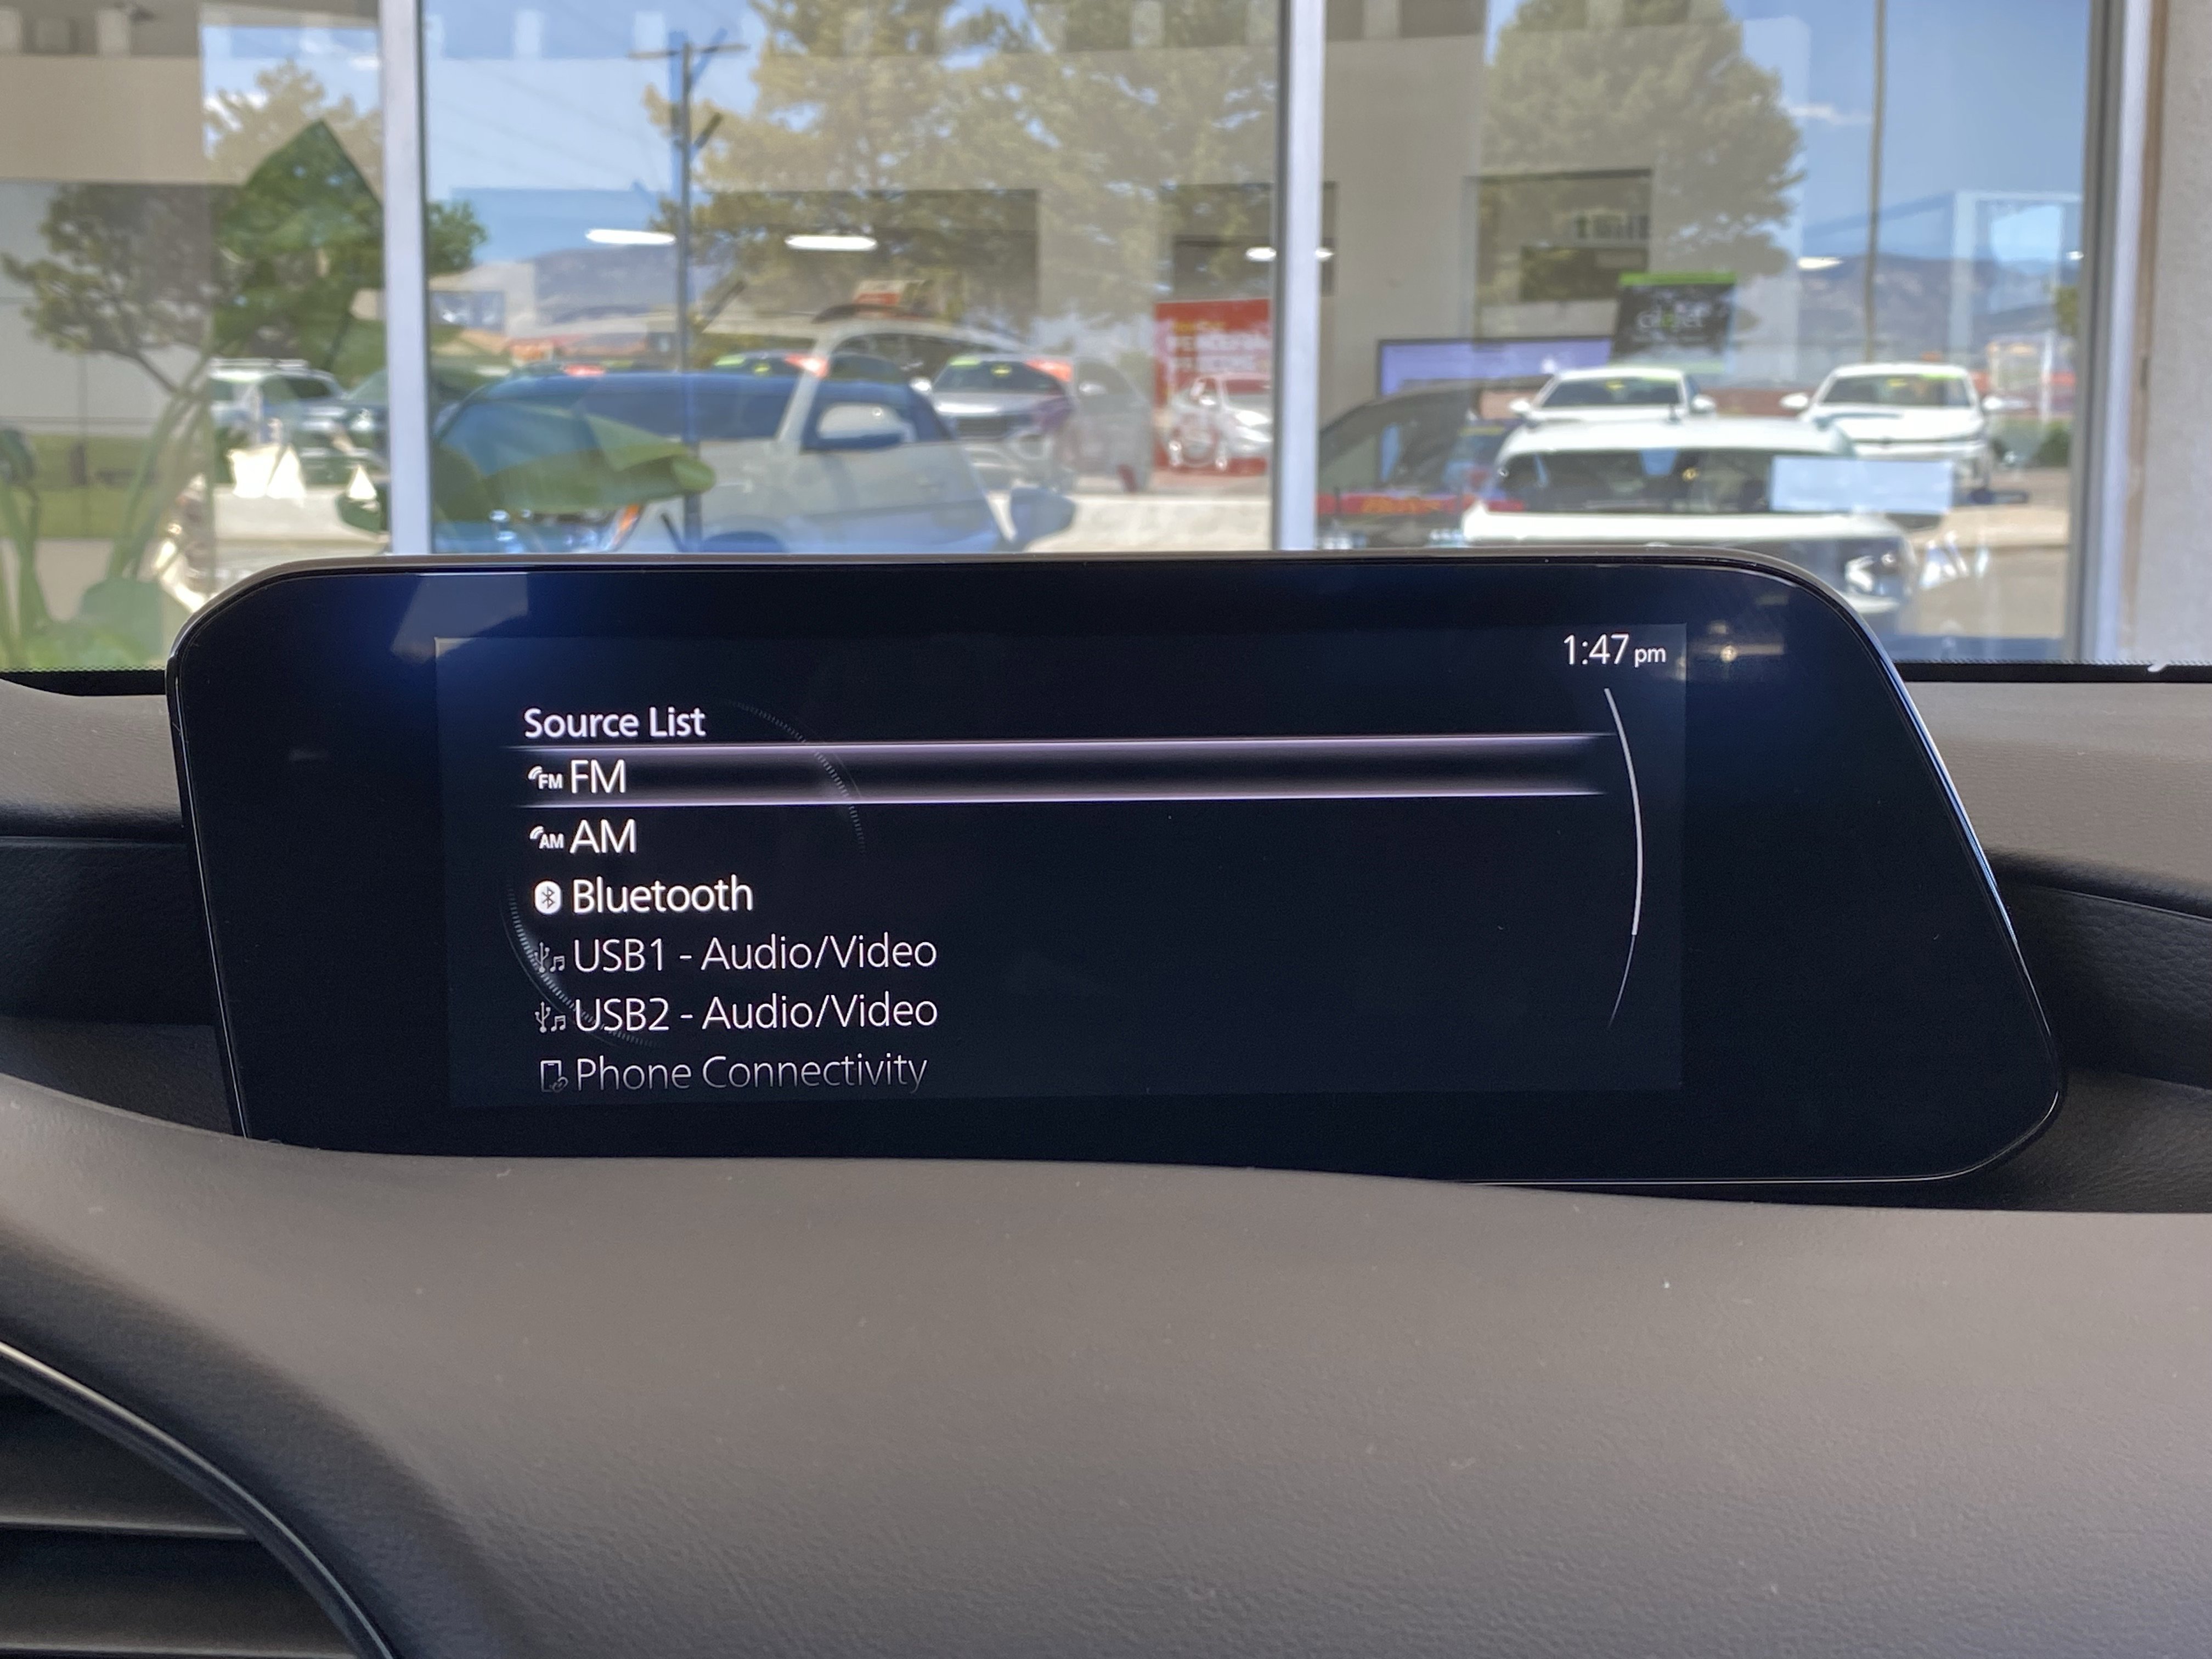 1:47 pm
Source List
FM FM
AM AM
Bluetooth
USB1 - Audio/Video
USB2 - Audio/Video
Phone Connectivity